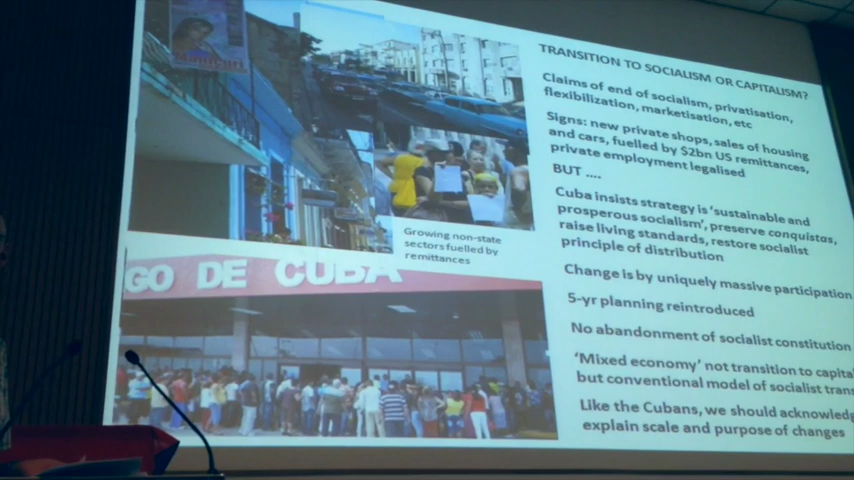 Manicuri
TRANSITION TO SOCIALISM OR CAPITALISM?
Claims of end of socialism, privatisation,
flexibilization, marketisation, etc
Signs: new private shops, sales of housing
and cars, fuelled by $2bn US remittances,
private employment legalised
BUT ....
Cuba insists strategy is 'sustainable and
prosperous socialism', preserve conquistas,
raise living standards, restore socialist
principle of distribution
Change is by uniquely massive participation
5-yr planning reintroduced
No abandonment of socialist constitution
'Mixed economy' not transition to capita
but conventional model of socialist trans
Like the Cubans, we should acknowledg
explain scale and purpose of changes
Growing non-state
sectors fuelled by
remittances
GO DE CUBA